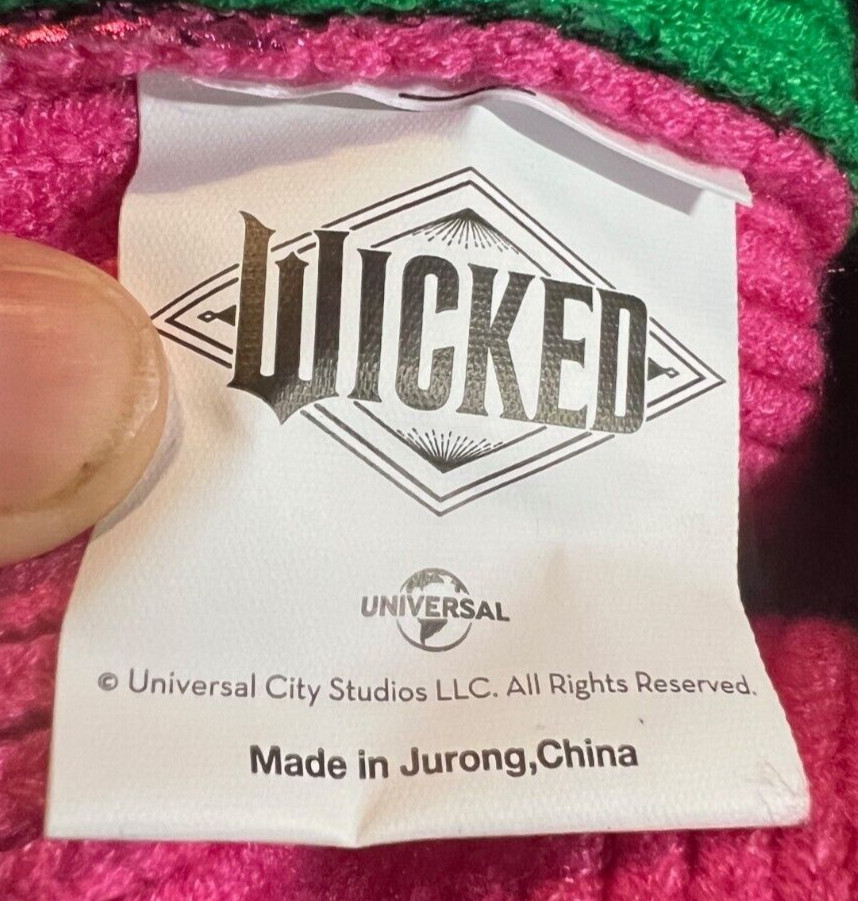 WICKED
UNIVERSAL
© Universal City Studios LLC. All Rights Reserved.
Made in Jurong,China